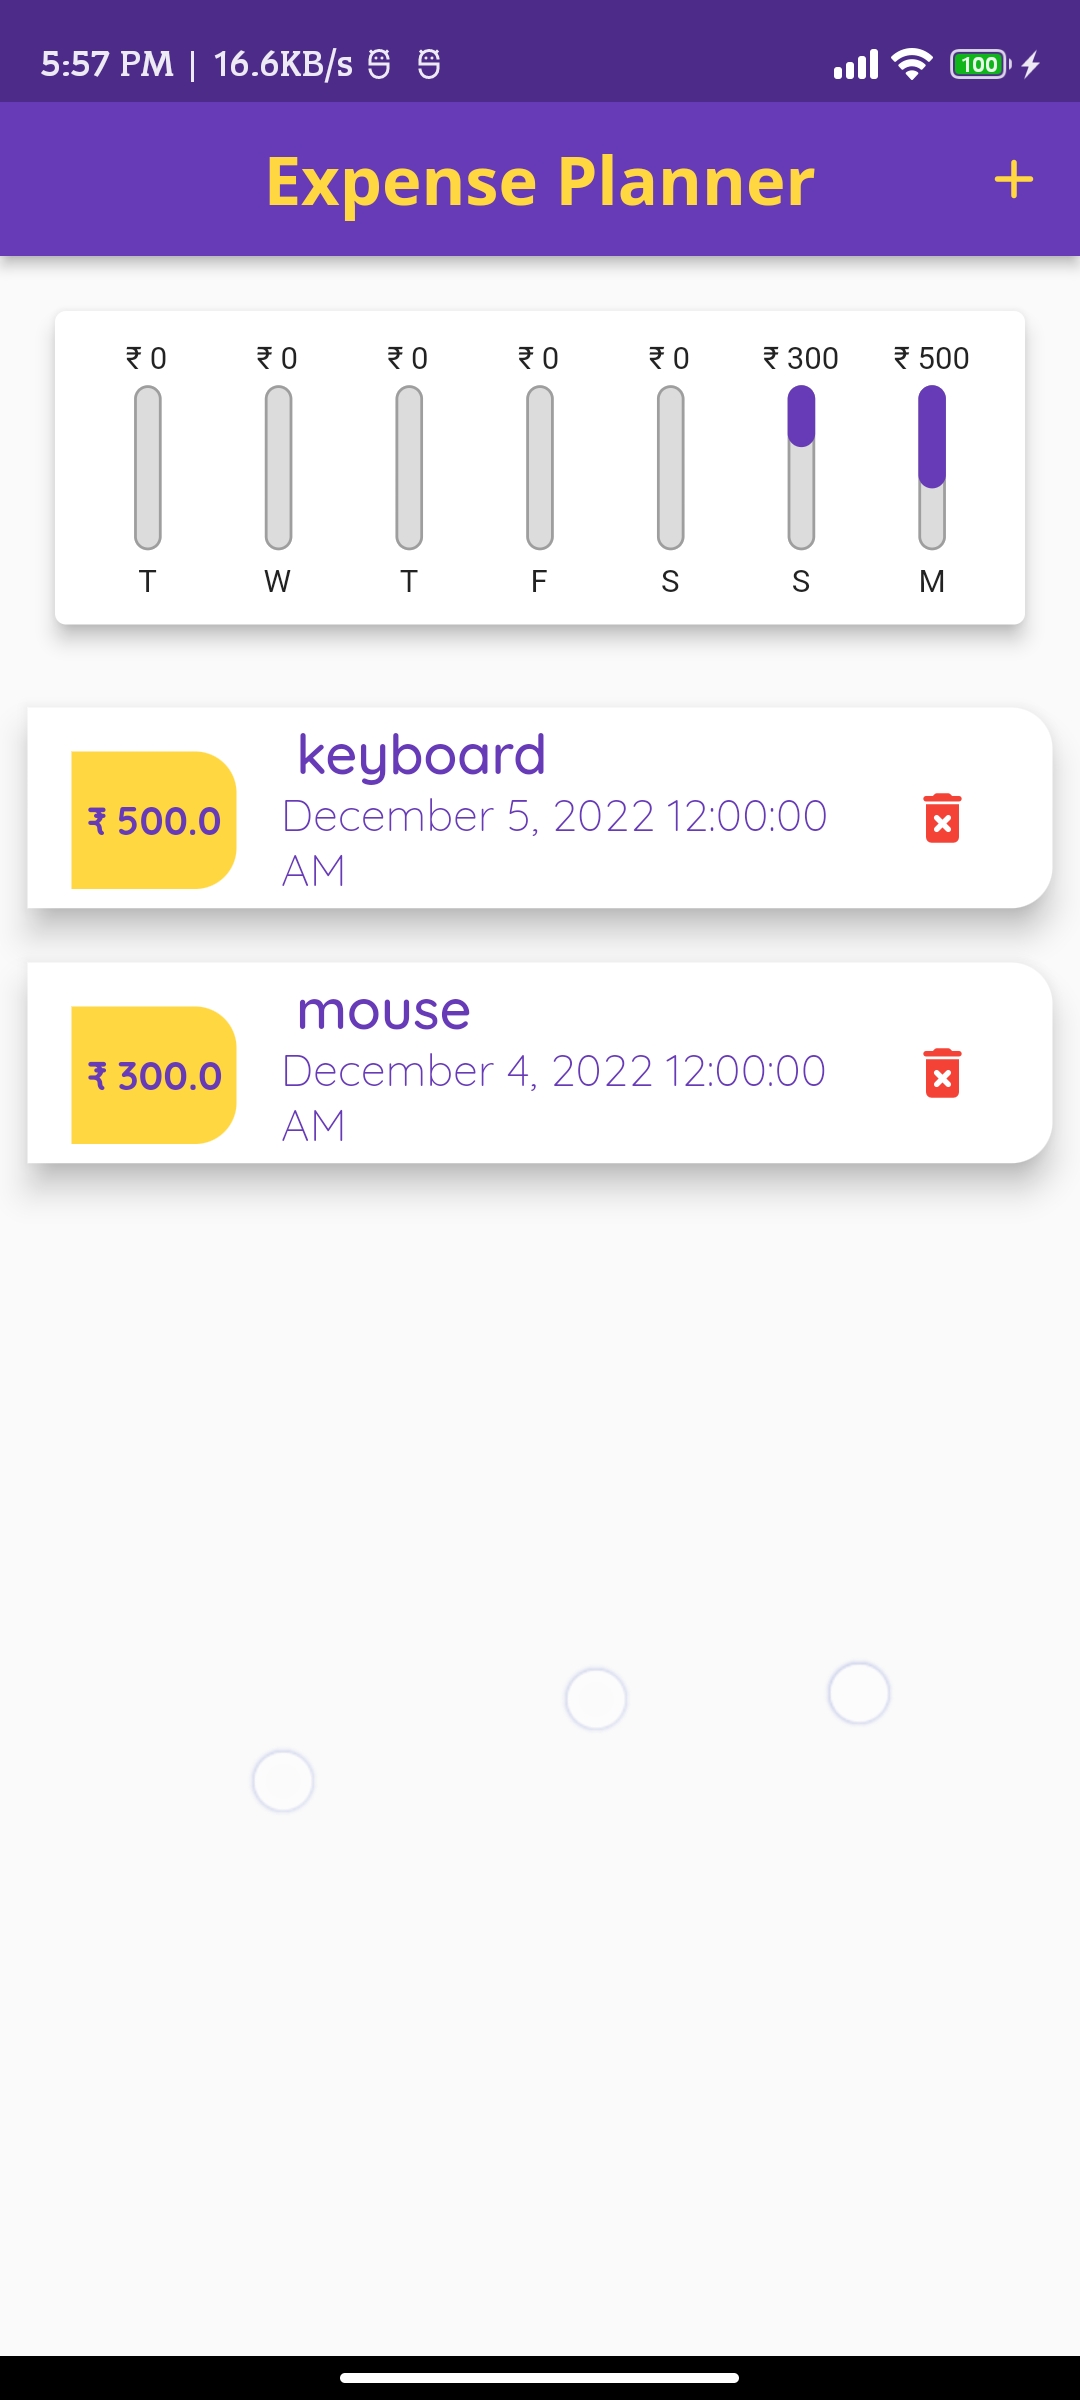 5:57 PM | 16.6KB/s 100
Expense Planner +
₹ 0 ₹ 0 ₹ 0 ₹ 0 ₹ 0 ₹ 300 ₹ 500
T W T F S S M
keyboard
₹ 500.0
December 5, 2022 12:00:00
AM
mouse
₹ 300.0
December 4, 2022 12:00:00
AM